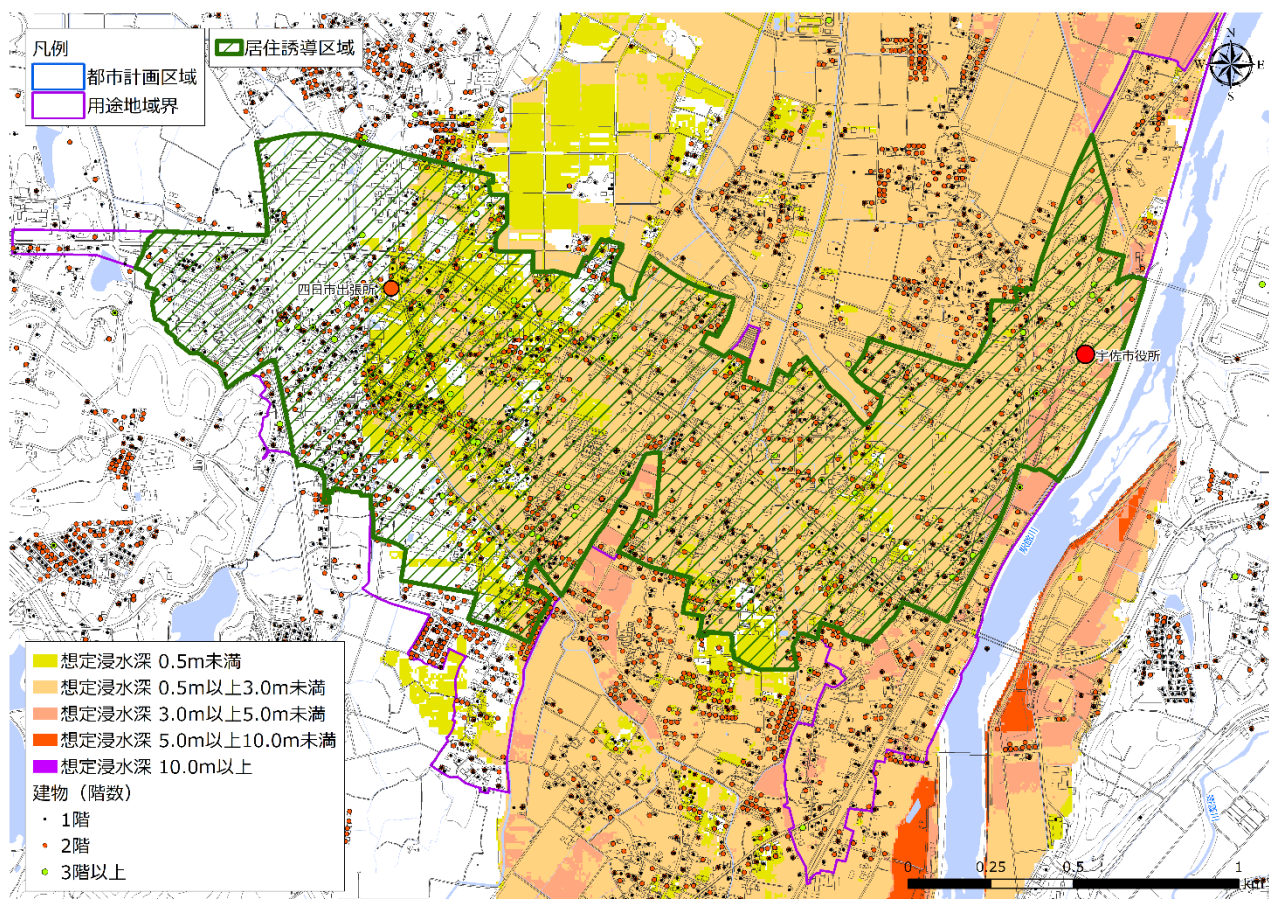 凡例
都市計画区域
用途地域界
居住誘導区域
N
W
E
S
四日市出張所
宇佐市役所
駅館川
想定浸水深 0.5m未満
想定浸水深 0.5m以上3.0m未満
想定浸水深 3.0m以上5.0m未満
想定浸水深 5.0m以上10.0m未満
想定浸水深 10.0m以上
建物（階数）
1階
2階
3階以上
0
0.25
0.5
1
km